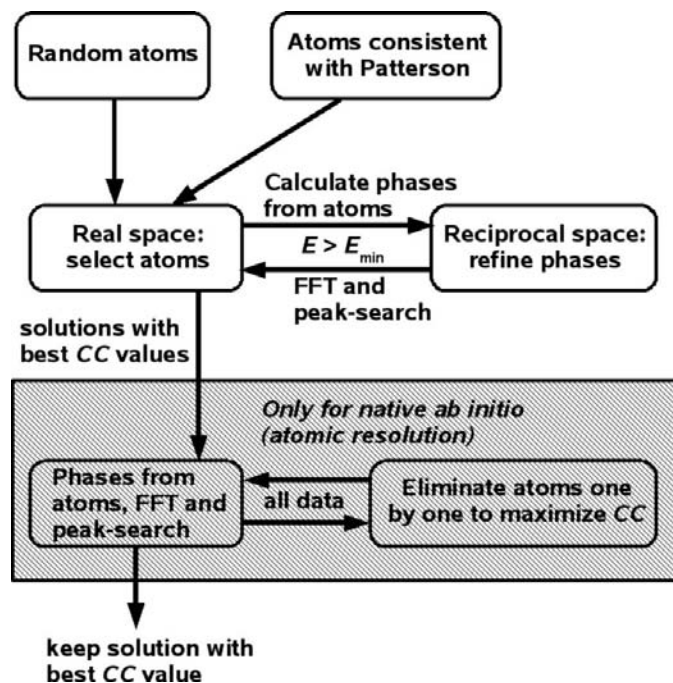 Random atoms
Atoms consistent
with Patterson
Calculate phases
from atoms
Real space:
select atoms
E > Emin
Reciprocal space:
refine phases
FFT and
peak-search
solutions with
best CC values
Only for native ab initio
(atomic resolution)
Phases from
atoms, FFT and
peak-search
all data
Eliminate atoms one
by one to maximize CC
keep solution with
best CC value